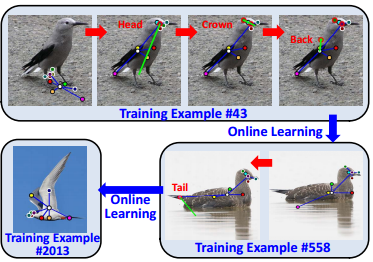 Head
Crown
Back
Training Example #43
Online Learning
Tail
Online
Learning
Training Example
#2013
Training Example #558